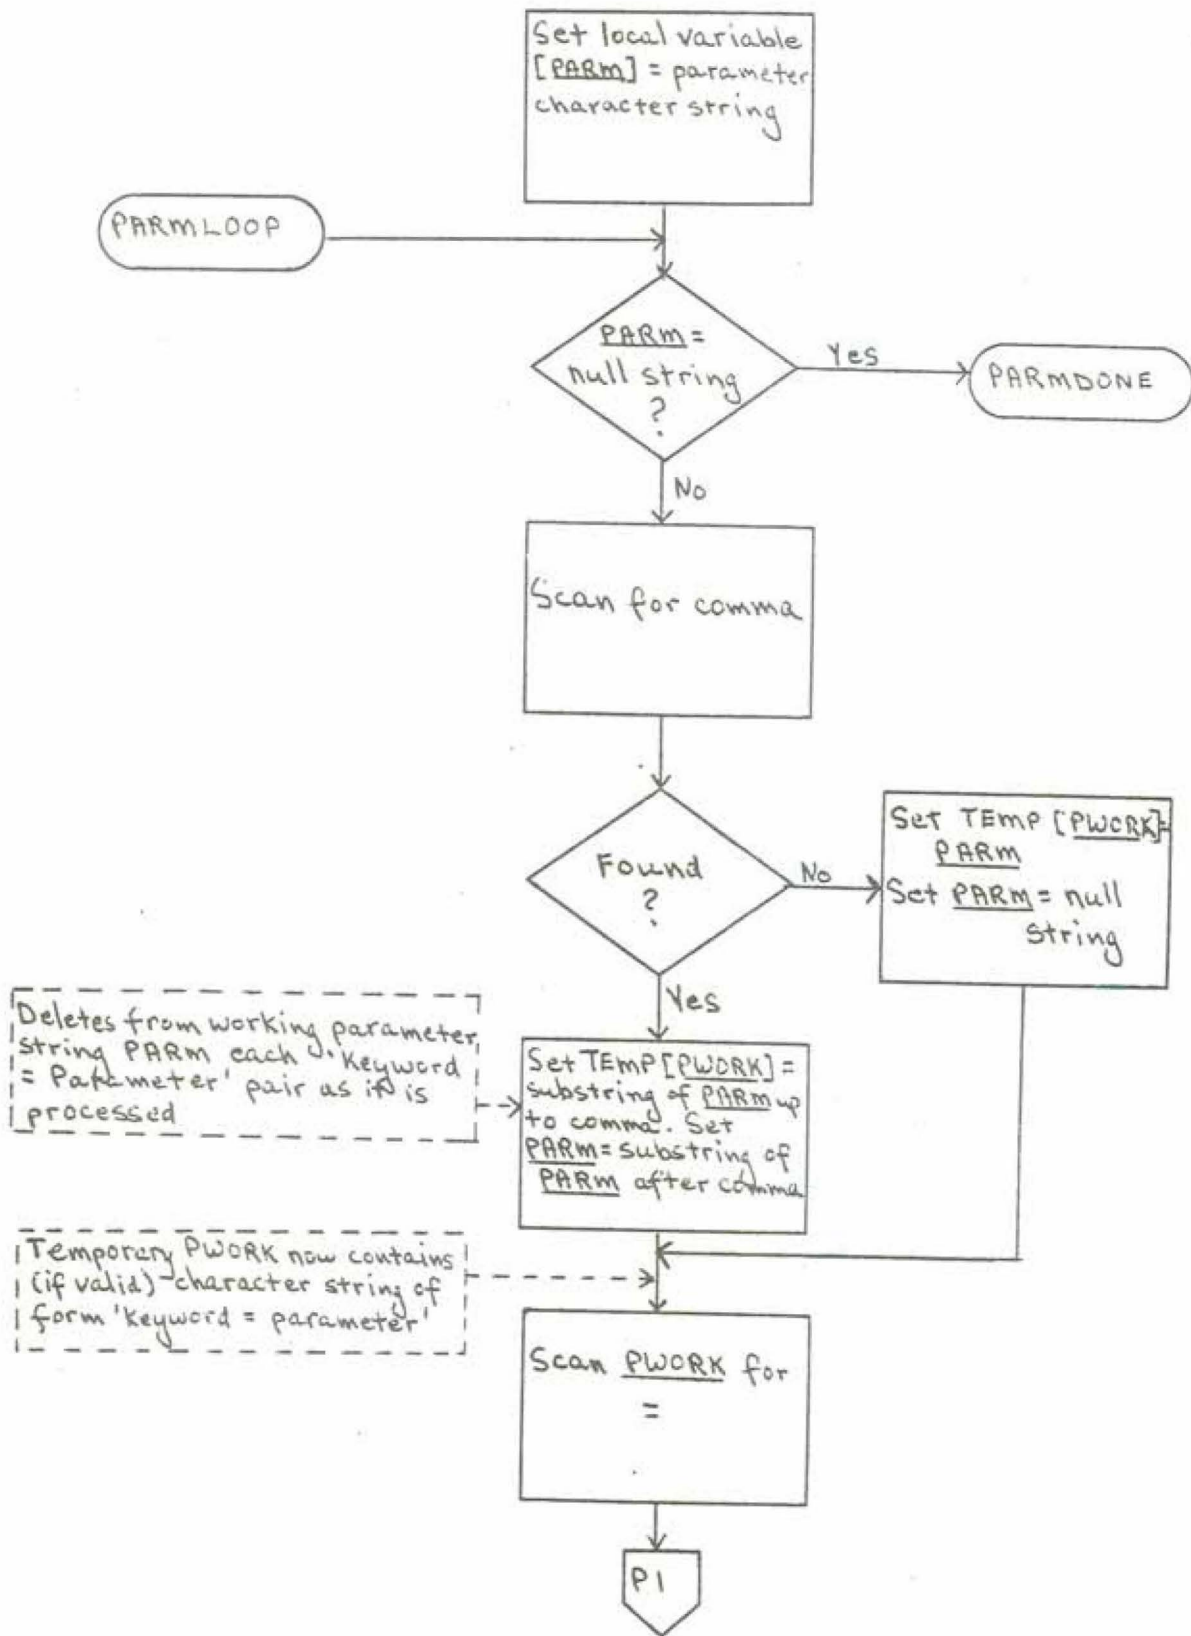 Set local variable
[PARM] = parameter
character string
PARMLOOP
PARM =
null string
?
Yes
PARMDONE
No
Scan for comma
Found
?
No
Set TEMP [PWORK]=
PARM
Set PARM = null
string
Yes
Deletes from working parameter
string PARM each 'Keyword
= Parameter' pair as it is
processed
Set TEMP [PWORK] =
substring of PARM up
to comma. Set
PARM = substring of
PARM after comma
Temporary PWORK now contains
(if valid) character string of
form 'keyword = parameter'
Scan PWORK for
=
P1